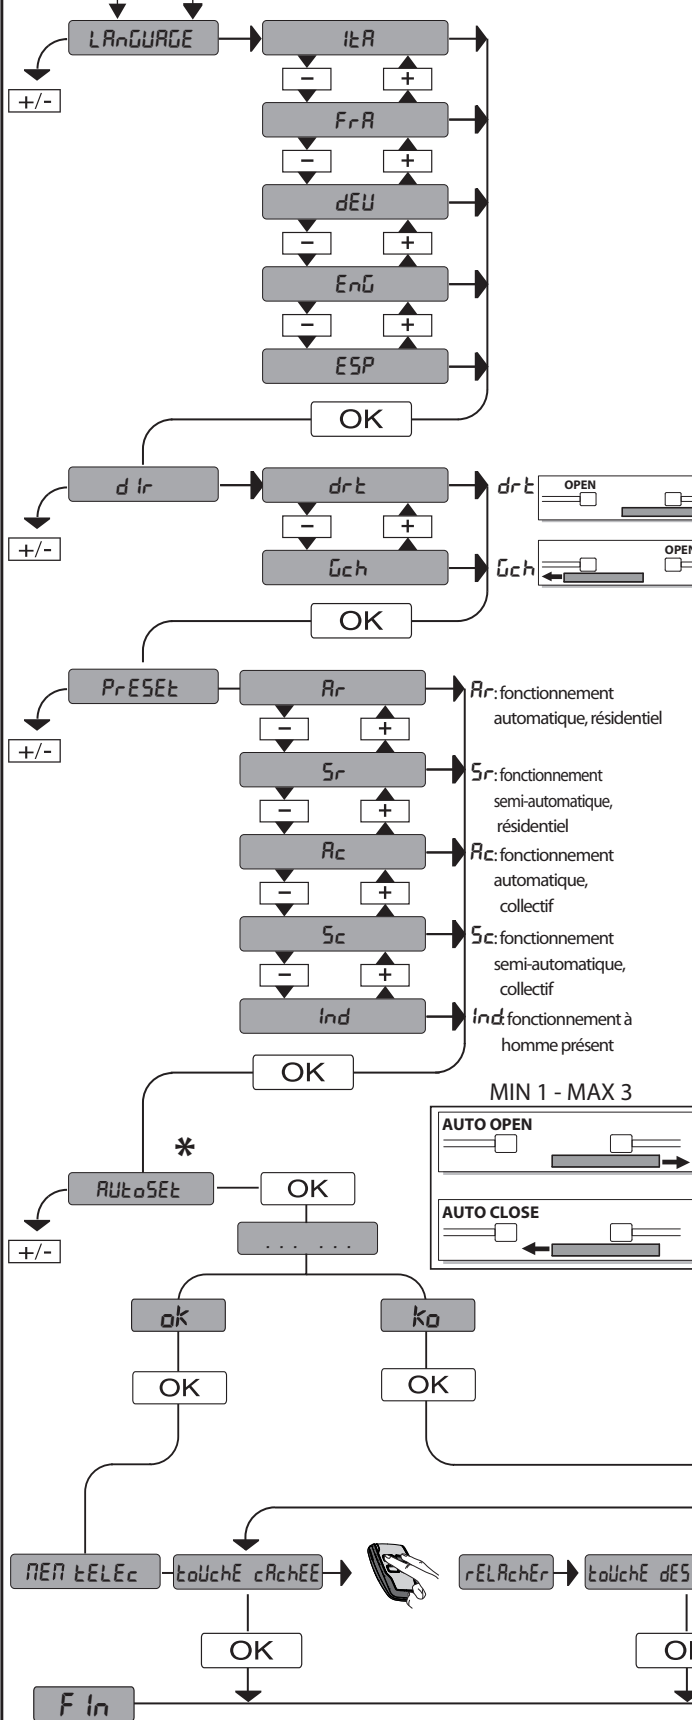 LAnGUAGE ItA
+/-
- +
FrA
- +
dEU
- +
EnG
- +
ESP
OK
dIr drt drt OPEN
+/-
- +
Gch Gch OPEN
OK
PrESEt Ar Ar: fonctionnement
automatique, résidentiel
+/-
- +
Sr Sr: fonctionnement
semi-automatique,
résidentiel
- +
Ac Ac: fonctionnement
automatique,
collectif
- +
Sc Sc: fonctionnement
semi-automatique,
collectif
- +
Ind Ind: fonctionnement à
homme présent
OK
MIN 1 - MAX 3
AUTO OPEN
*
AUtoSEt OK
+/-
... ...
AUTO CLOSE
ok ko
OK OK
MEM tELEc toUchE cAchEE rELAchEr toUchE dES
OK
FIn